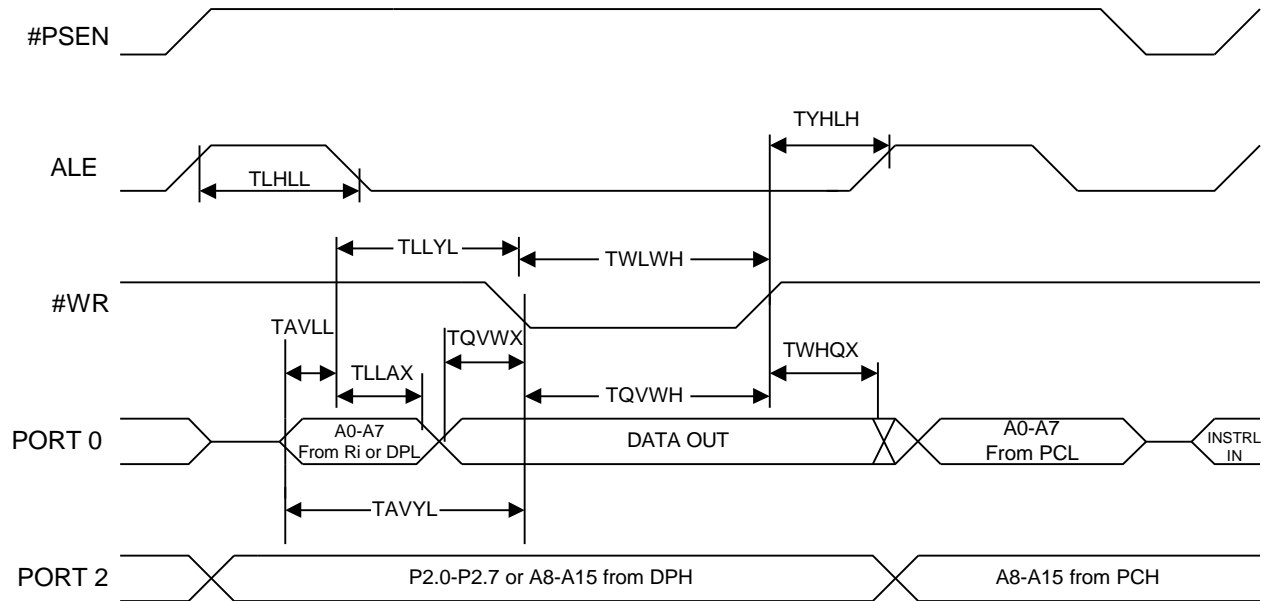 #PSEN
TYHLH
ALE
TLHLL
TLLYL
TWLWH
#WR
TAVLL
TQVWX
TWHQX
TLLAX
TQVWH
PORT 0
A0-A7
From Ri or DPL
DATA OUT
A0-A7
From PCL
INSTRL
IN
TAVYL
PORT 2
P2.0-P2.7 or A8-A15 from DPH
A8-A15 from PCH